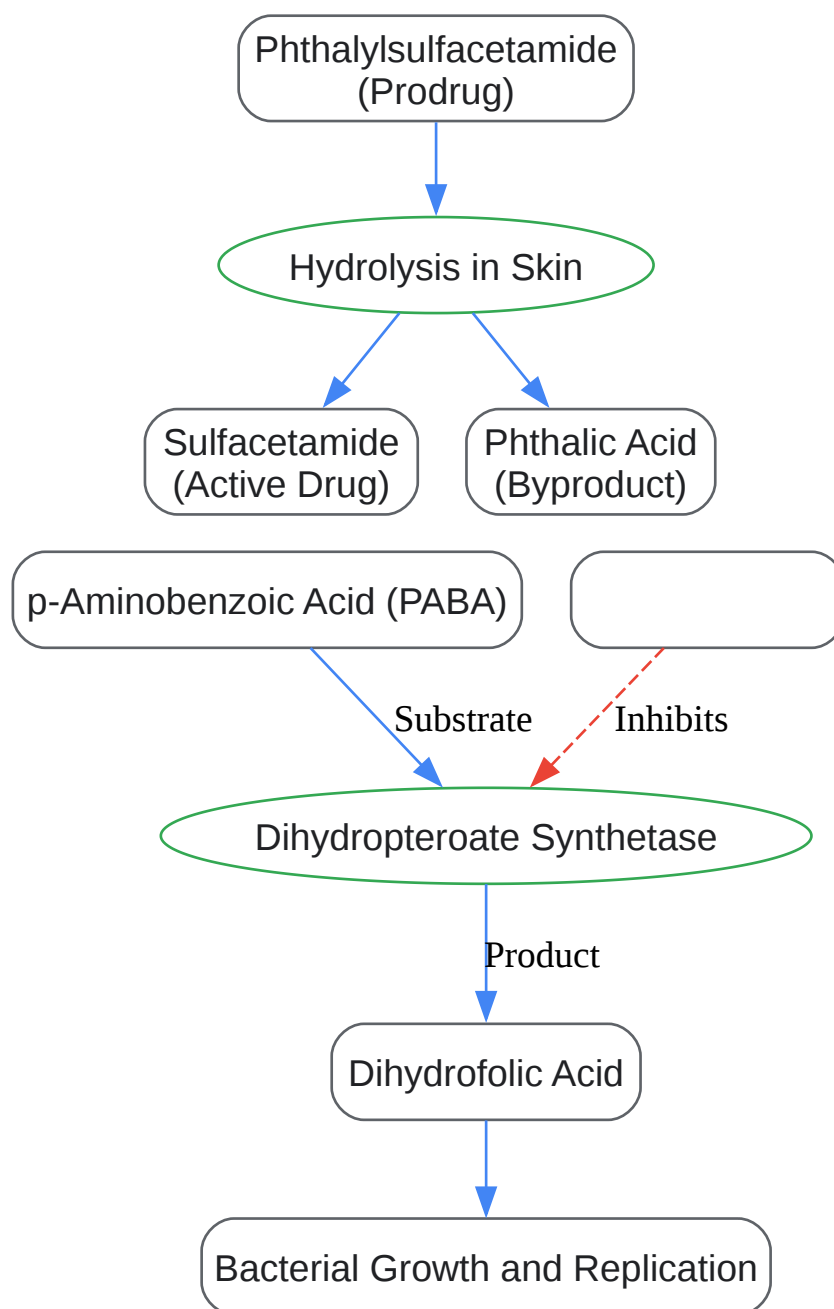 Phthalylsulfacetamide
(Prodrug)
Hydrolysis in Skin
Sulfacetamide
(Active Drug)
Phthalic Acid
(Byproduct)
p-Aminobenzoic Acid (PABA)
Substrate
Inhibits
Dihydropteroate Synthetase
Product
Dihydrofolic Acid
Bacterial Growth and Replication